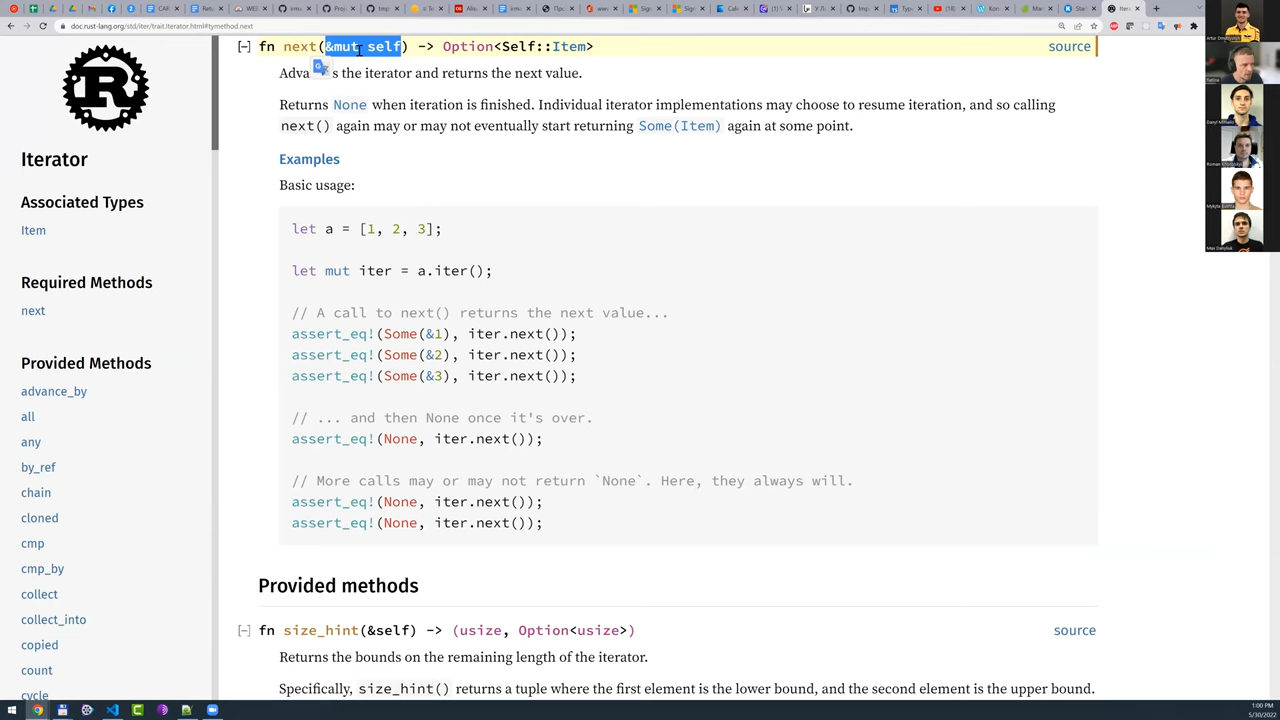 doc.rust-lang.org/std/iter/trait.Iterator.html#tymethod.next
[-] fn next(&mut self) -> Option<Self::Item>
source
Adva s the iterator and returns the next value.
Returns None when iteration is finished. Individual iterator implementations may choose to resume iteration, and so calling
next() again may or may not eventually start returning Some(Item) again at some point.
Examples
Basic usage:
let a = [1, 2, 3];
let mut iter = a.iter();
// A call to next() returns the next value...
assert_eq!(Some(&1), iter.next());
assert_eq!(Some(&2), iter.next());
assert_eq!(Some(&3), iter.next());
// ... and then None once it's over.
assert_eq!(None, iter.next());
// More calls may or may not return `None`. Here, they always will.
assert_eq!(None, iter.next());
assert_eq!(None, iter.next());
Provided methods
[-] fn size_hint(&self) -> (usize, Option<usize>)
source
Returns the bounds on the remaining length of the iterator.
Specifically, size_hint() returns a tuple where the first element is the lower bound, and the second element is the upper bound.
R
Iterator
Associated Types
Item
Required Methods
next
Provided Methods
advance_by
all
any
by_ref
chain
cloned
cmp
cmp_by
collect
collect_into
copied
count
cycle
1:00 PM
5/30/2022